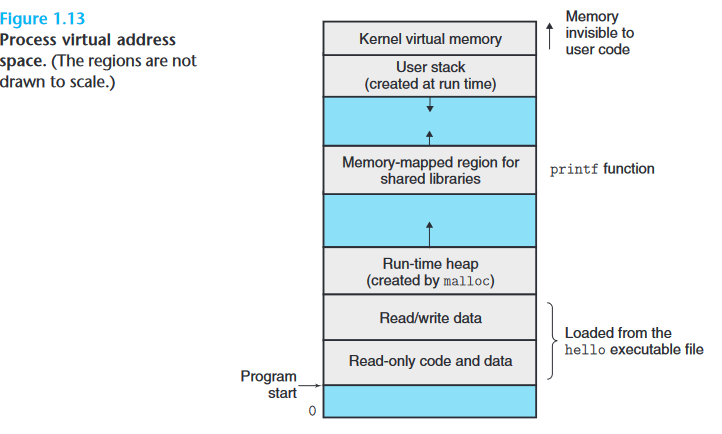 Figure 1.13
Process virtual address
space. (The regions are not
drawn to scale.)
Memory
invisible to
user code
Kernel virtual memory
User stack
(created at run time)
Memory-mapped region for
shared libraries
printf function
Run-time heap
(created by malloc)
Read/write data
Loaded from the
hello executable file
Read-only code and data
Program
start
0